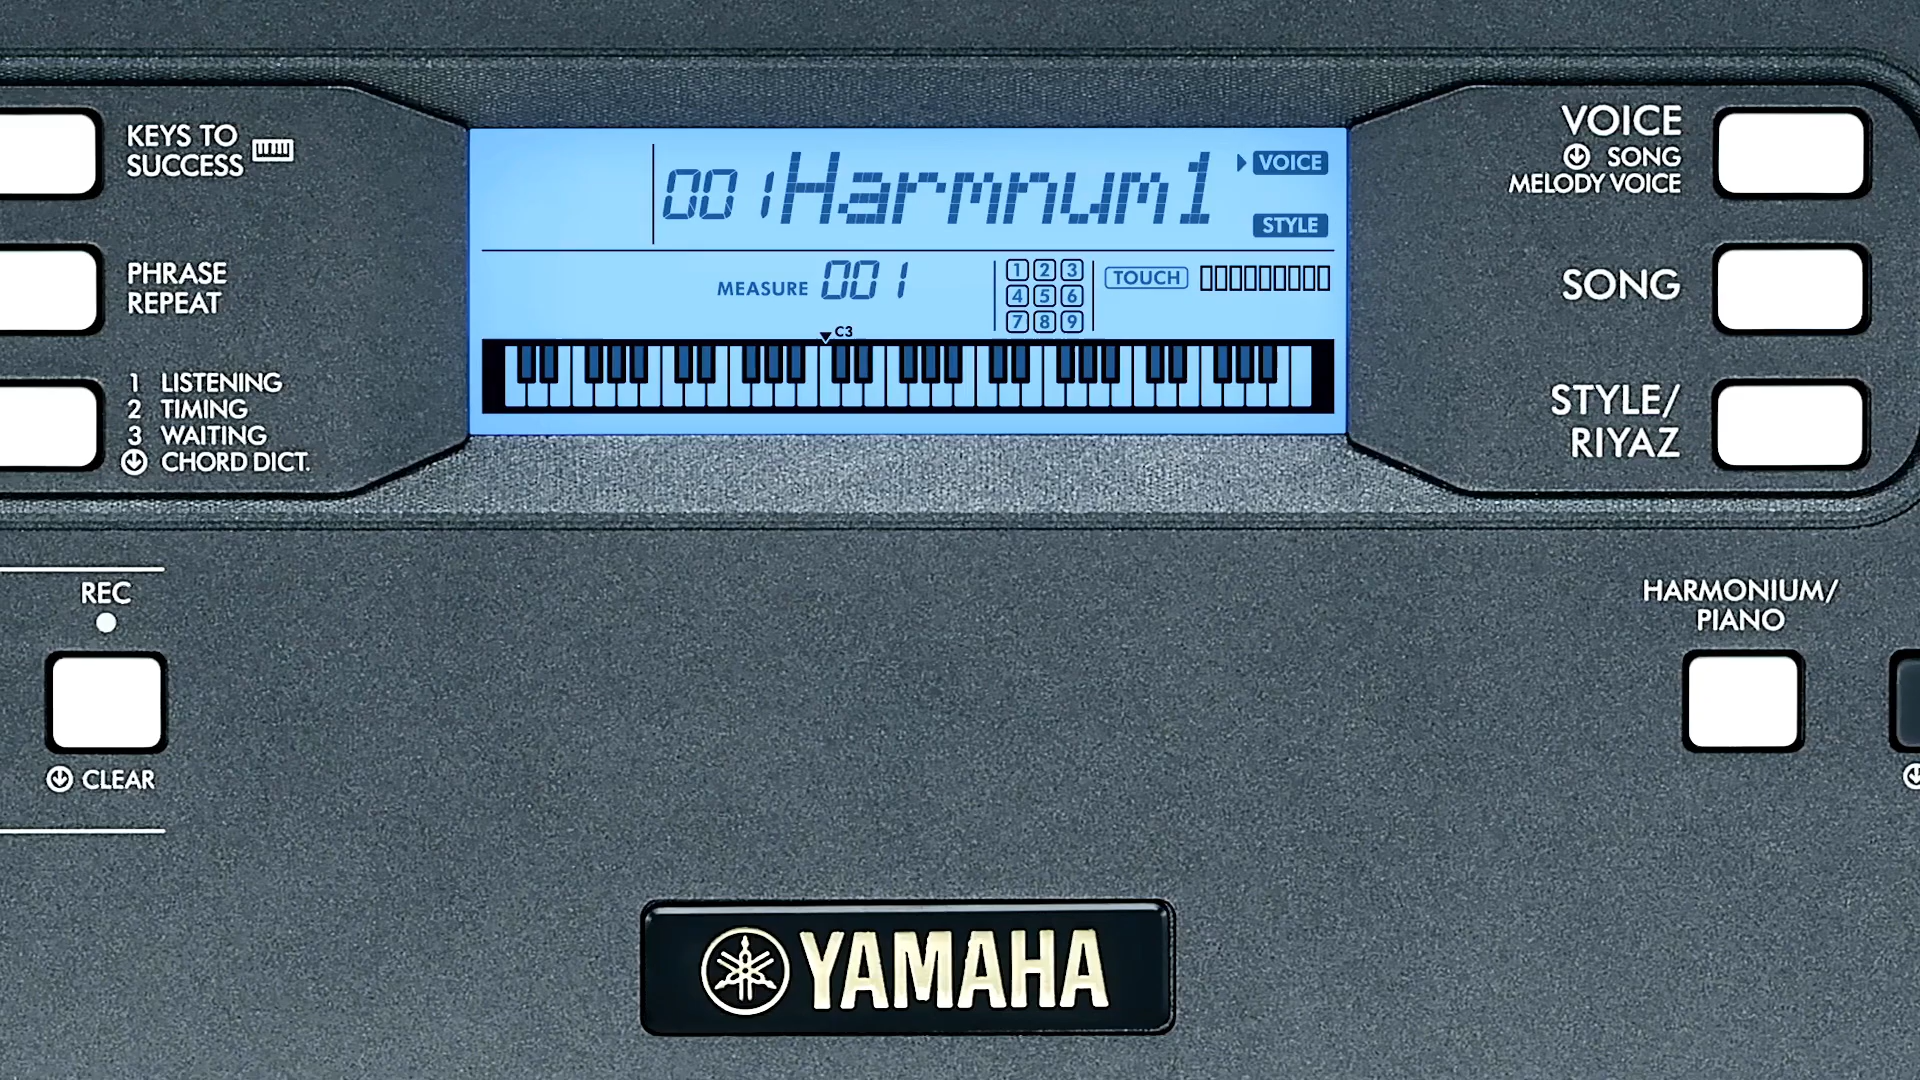 KEYS TO
SUCCESS
PHRASE
REPEAT
1 LISTENING
2 TIMING
3 WAITING
CHORD DICT.
001 Harmnum1
VOICE
STYLE
MEASURE 001
1 2 3
4 5 6
7 8 9
TOUCH
C3
VOICE
SONG
MELODY VOICE
SONG
STYLE/
RIYAZ
REC
CLEAR
HARMONIUM/
PIANO
YAMAHA